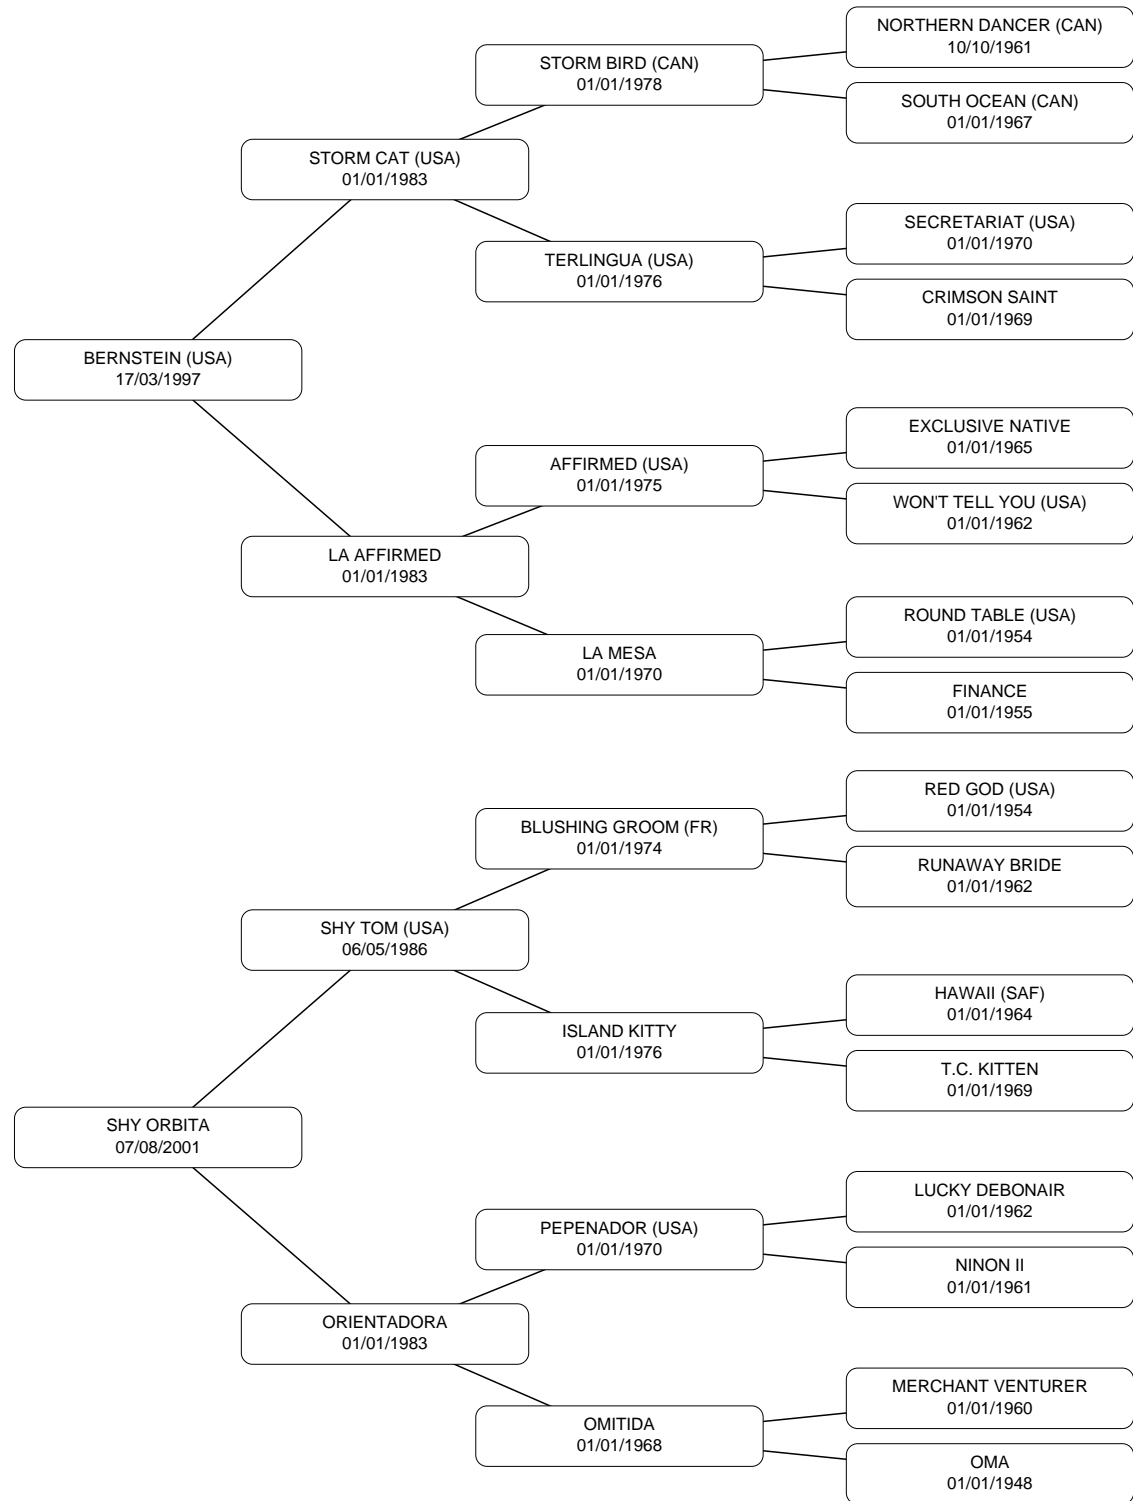 NORTHERN DANCER (CAN)
10/10/1961
STORM BIRD (CAN)
01/01/1978
SOUTH OCEAN (CAN)
01/01/1967
STORM CAT (USA)
01/01/1983
SECRETARIAT (USA)
01/01/1970
TERLINGUA (USA)
01/01/1976
CRIMSON SAINT
01/01/1969
BERNSTEIN (USA)
17/03/1997
EXCLUSIVE NATIVE
01/01/1965
AFFIRMED (USA)
01/01/1975
WON'T TELL YOU (USA)
01/01/1962
LA AFFIRMED
01/01/1983
ROUND TABLE (USA)
01/01/1954
LA MESA
01/01/1970
FINANCE
01/01/1955
RED GOD (USA)
01/01/1954
BLUSHING GROOM (FR)
01/01/1974
RUNAWAY BRIDE
01/01/1962
SHY TOM (USA)
06/05/1986
HAWAII (SAF)
01/01/1964
ISLAND KITTY
01/01/1976
T.C. KITTEN
01/01/1969
SHY ORBITA
07/08/2001
LUCKY DEBONAIR
01/01/1962
PEPENADOR (USA)
01/01/1970
NINON II
01/01/1961
ORIENTADORA
01/01/1983
MERCHANT VENTURER
01/01/1960
OMITIDA
01/01/1968
OMA
01/01/1948